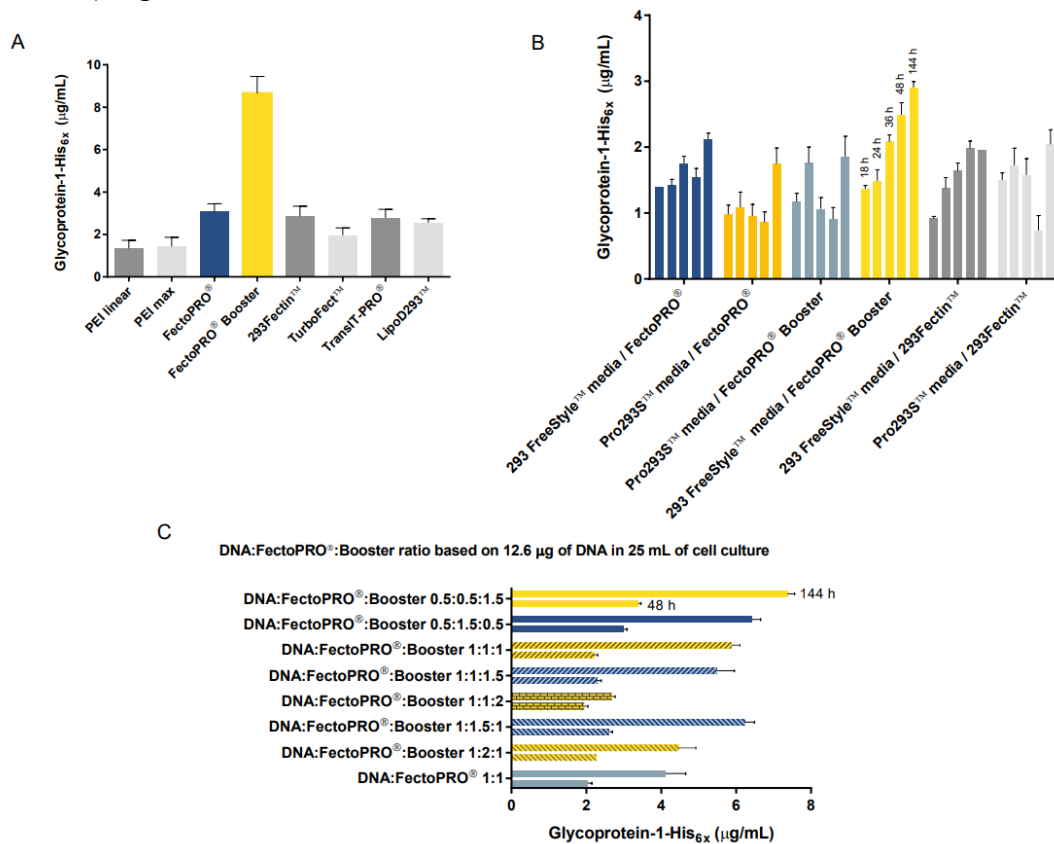 A
Glycoprotein-1-His6x (µg/mL)
10
8
6
4
2
0
PEI linear
PEI max
FectoPRO®
FectoPRO® Booster
293Fectin™
TurboFect™
TransIT-PRO®
LipoD293™
B
Glycoprotein-1-His6x (µg/mL)
4
3
2
1
0
18 h
24 h
36 h
48 h
144 h
293 FreeStyle™ media / FectoPRO®
Pro293S™ media / FectoPRO®
Pro293S™ media / FectoPRO® Booster
293 FreeStyle™ media / FectoPRO® Booster
293 FreeStyle™ media / 293Fectin™
Pro293S™ media / 293Fectin™
C
DNA:FectoPRO®:Booster ratio based on 12.6 µg of DNA in 25 mL of cell culture
DNA:FectoPRO®:Booster 0.5:0.5:1.5
144 h
48 h
DNA:FectoPRO®:Booster 0.5:1.5:0.5
DNA:FectoPRO®:Booster 1:1:1
DNA:FectoPRO®:Booster 1:1:1.5
DNA:FectoPRO®:Booster 1:1:2
DNA:FectoPRO®:Booster 1:1.5:1
DNA:FectoPRO®:Booster 1:2:1
DNA:FectoPRO® 1:1
0
2
4
6
8
Glycoprotein-1-His6x (µg/mL)